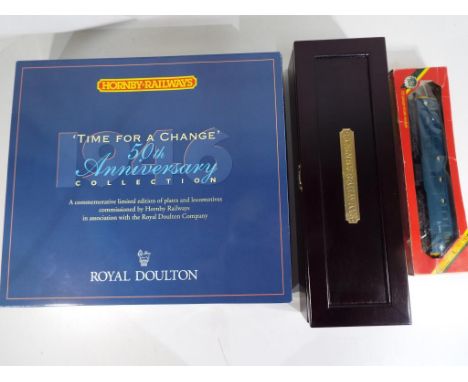 HORNBY RAILWAYS
1966
'TIME FOR A CHANGE'
50th
Anniversary
COLLECTION
A commemorative limited edition of plates and locomotives
commissioned by Hornby Railways
in association with the Royal Doulton Company
ROYAL DOULTON